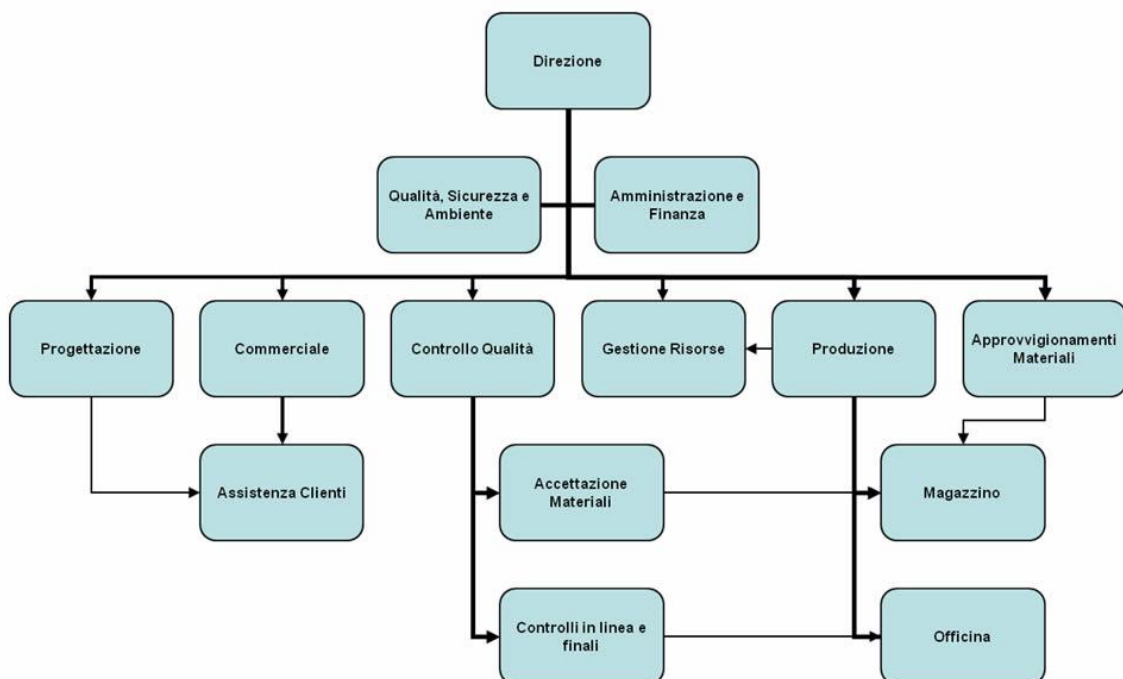 Direzione
Qualità, Sicurezza e
Ambiente
Amministrazione e
Finanza
Progettazione
Commerciale
Controllo Qualità
Gestione Risorse
Produzione
Approvvigionamenti
Materiali
Assistenza Clienti
Accettazione
Materiali
Magazzino
Controlli in linea e
finali
Officina